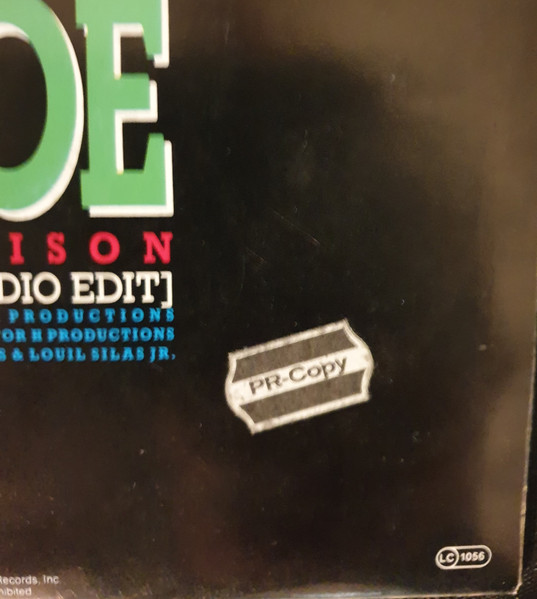 OE
ISON
DIO EDIT]
PRODUCTIONS
OR H PRODUCTIONS
S & LOUIL SILAS JR.
PR-Copy
LC 1056
Records, Inc
hibited